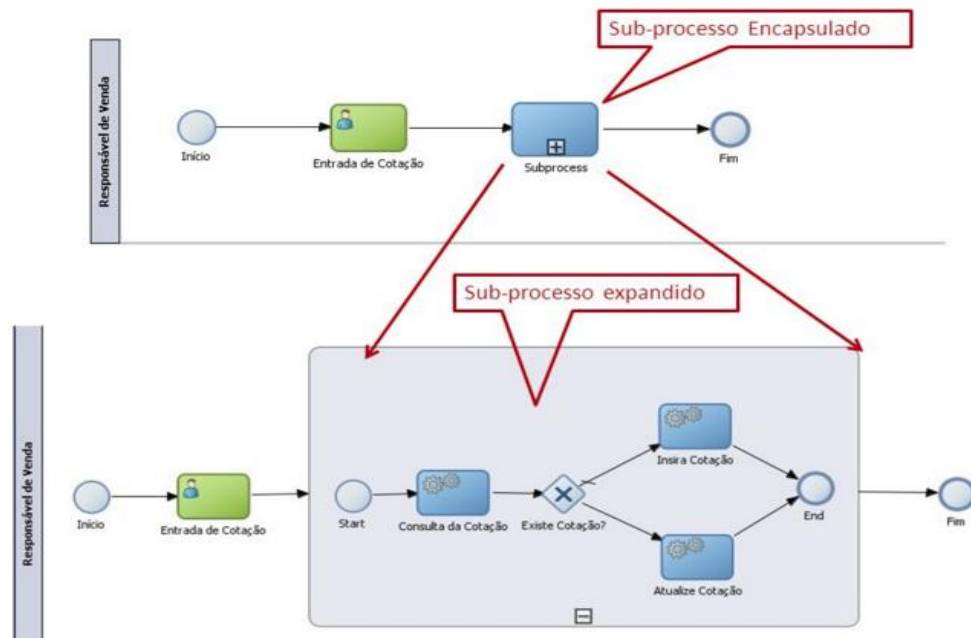 Sub-processo Encapsulado
Responsável de Venda
Início
Entrada de Cotação
Subprocess
Fim
Sub-processo expandido
Responsável de Venda
Início
Entrada de Cotação
Start
Consulta da Cotação
Existe Cotação?
Insira Cotação
Atualize Cotação
End
Fim